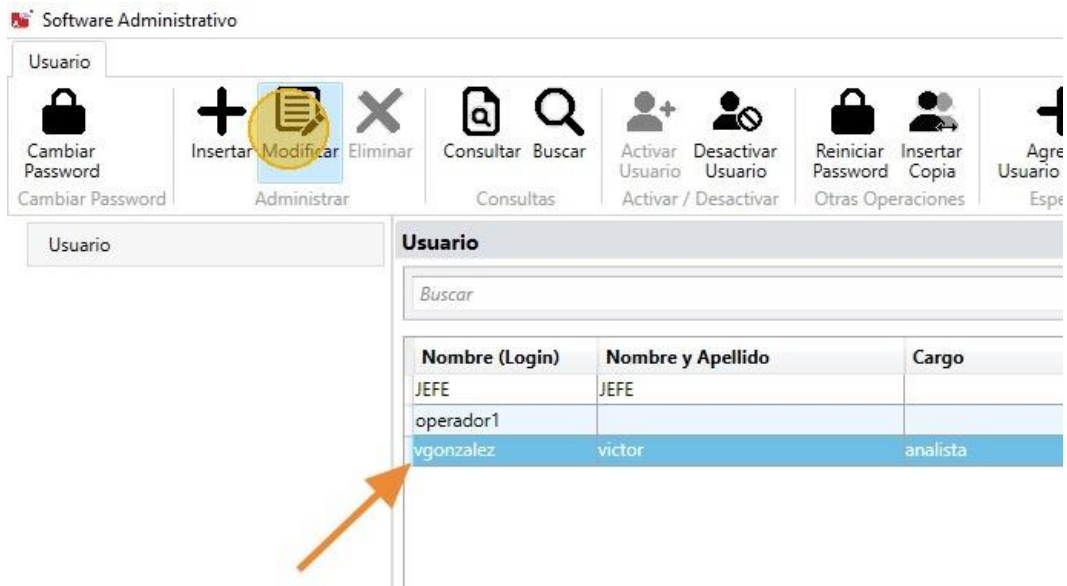 Software Administrativo
Usuario
Cambiar Password
Insertar Modificar Eliminar
Consultar Buscar
Activar Usuario
Desactivar Usuario
Reiniciar Password
Insertar Copia
Usuario
Cambiar Password
Administrar
Consultas
Activar / Desactivar
Otras Operaciones
Usuario
Usuario
Buscar
Nombre (Login) Nombre y Apellido Cargo
JEFE JEFE
operador1
vgonzalez victor analista